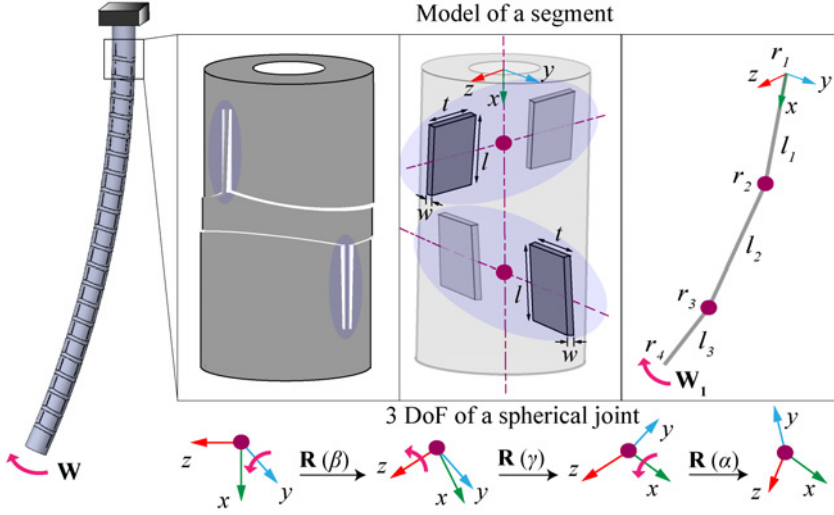 Model of a segment
W
t
l
w
z
y
x
t
l
w
r1
z
y
x
l1
r2
l2
r3
l3
r4
W1
3 DoF of a spherical joint
z
x
y
R (β)
z
x
y
R (γ)
z
y
x
R (α)
y
z
x